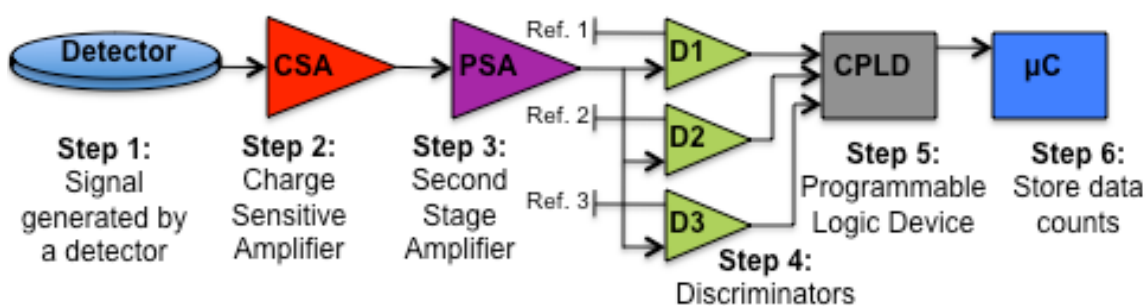 Detector
CSA
PSA
Ref. 1
D1
Ref. 2
D2
Ref. 3
D3
CPLD
µC
Step 1:
Signal
generated by
a detector
Step 2:
Charge
Sensitive
Amplifier
Step 3:
Second
Stage
Amplifier
Step 4:
Discriminators
Step 5:
Programmable
Logic Device
Step 6:
Store data
counts